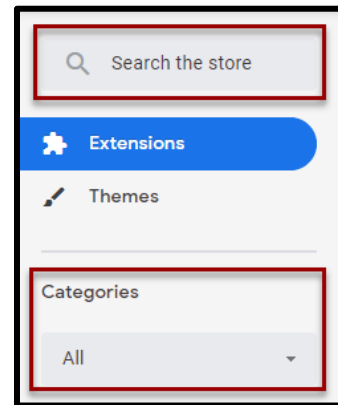 Search the store
Extensions
Themes
Categories
All